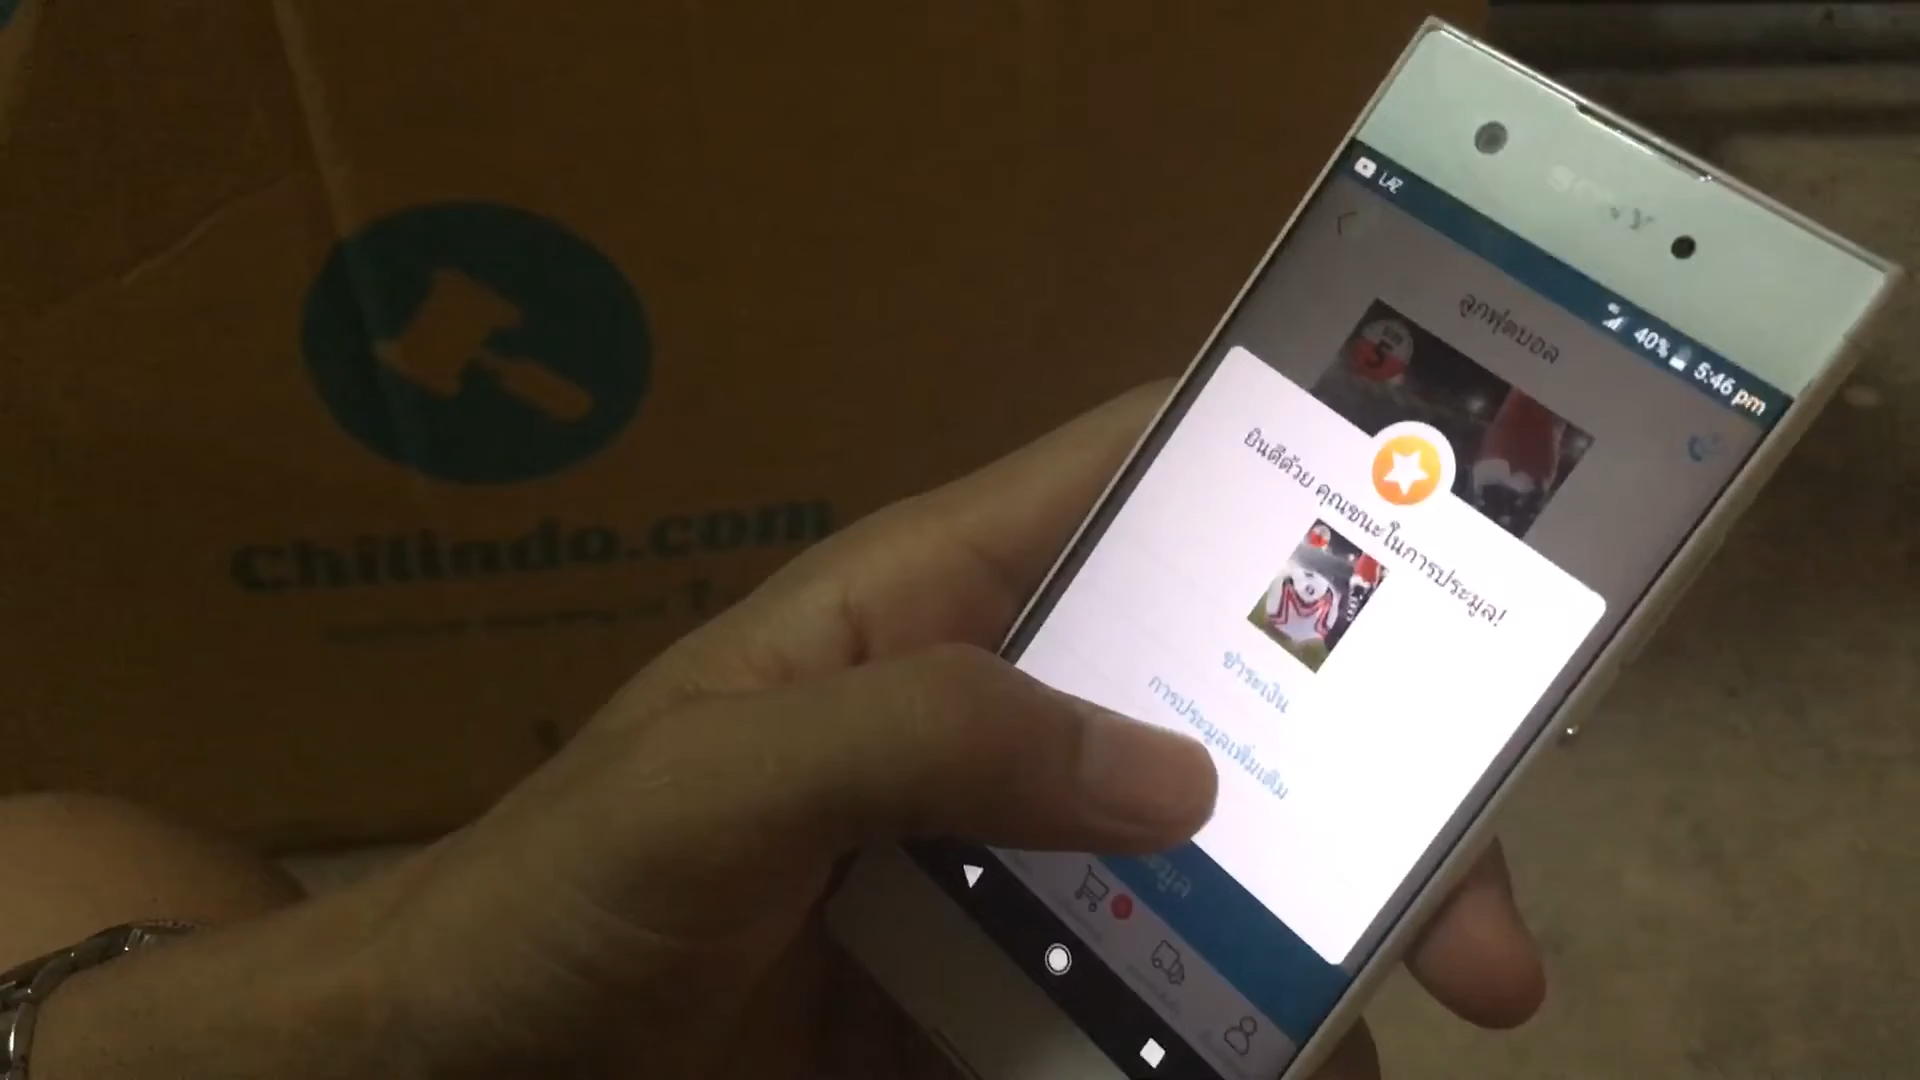 Chilindo.com
SONY
40%
5:46 pm
ลูกฟุตบอล
5
ยินดีด้วย คุณชนะในการประมูล!
ชำระเงิน
การประมูลเพิ่มเติม